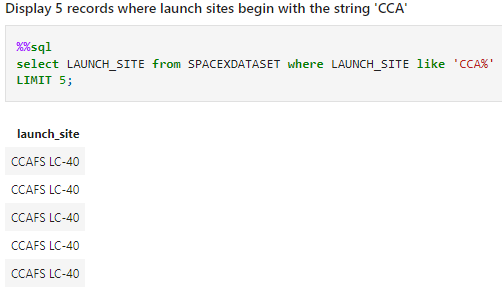 Display 5 records where launch sites begin with the string 'CCA'
%%sql
select LAUNCH_SITE from SPACEXDATASET where LAUNCH_SITE like 'CCA%'
LIMIT 5;
launch_site
CCAFS LC-40
CCAFS LC-40
CCAFS LC-40
CCAFS LC-40
CCAFS LC-40